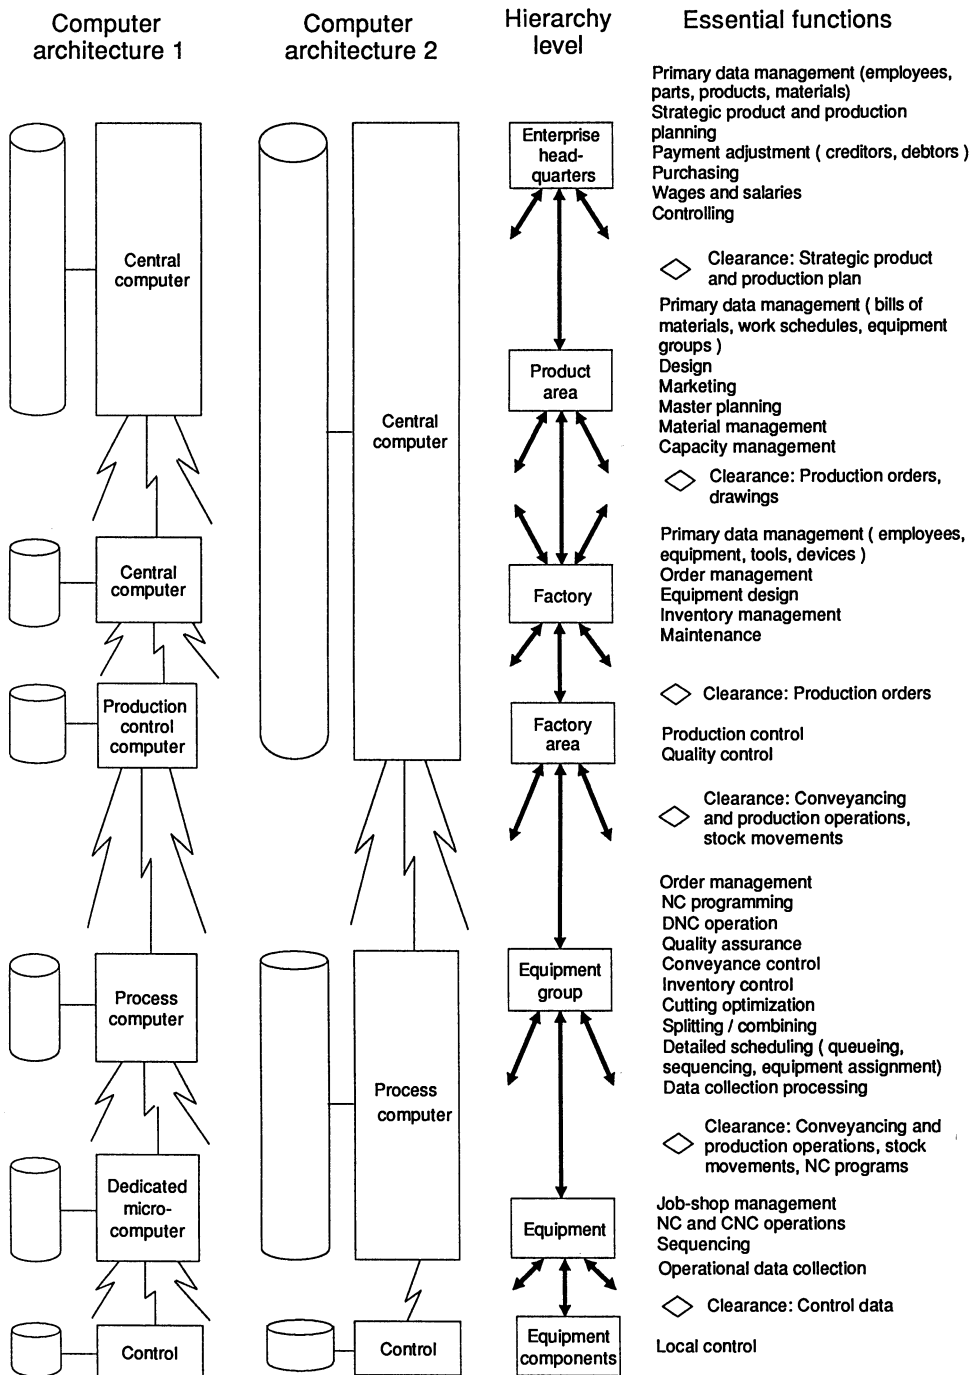 Computer
architecture 1
Computer
architecture 2
Hierarchy
level
Essential functions
Central
computer
Central
computer
Production
control
computer
Process
computer
Dedicated
micro-
computer
Control
Central
computer
Process
computer
Control
Enterprise
head-
quarters
Product
area
Factory
Factory
area
Equipment
group
Equipment
Equipment
components
Primary data management (employees,
parts, products, materials)
Strategic product and production
planning
Payment adjustment ( creditors, debtors )
Purchasing
Wages and salaries
Controlling
Clearance: Strategic product
and production plan
Primary data management ( bills of
materials, work schedules, equipment
groups )
Design
Marketing
Master planning
Material management
Capacity management
Clearance: Production orders,
drawings
Primary data management ( employees,
equipment, tools, devices )
Order management
Equipment design
Inventory management
Maintenance
Clearance: Production orders
Production control
Quality control
Clearance: Conveyancing
and production operations,
stock movements
Order management
NC programming
DNC operation
Quality assurance
Conveyance control
Inventory control
Cutting optimization
Splitting / combining
Detailed scheduling ( queueing,
sequencing, equipment assignment)
Data collection processing
Clearance: Conveyancing and
production operations, stock
movements, NC programs
Job-shop management
NC and CNC operations
Sequencing
Operational data collection
Clearance: Control data
Local control